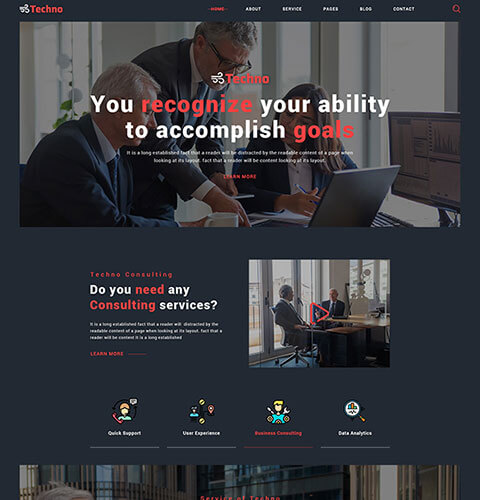 Techno
HOME ABOUT SERVICE PAGES BLOG CONTACT
Techno
You recognize your ability
to accomplish goals
It is a long established fact that a reader will be distracted by the readable content of a page when
looking at its layout. fact that a reader will be content looking at its layout.
LEARN MORE
Techno Consulting
Do you need any
Consulting services?
It is a long established fact that a reader will distracted by the
readable content of a page when looking at its layout. fact that a
reader will be content It is a long established
LEARN MORE
Quick Support User Experience Business Consulting Data Analytics
Service of Techno